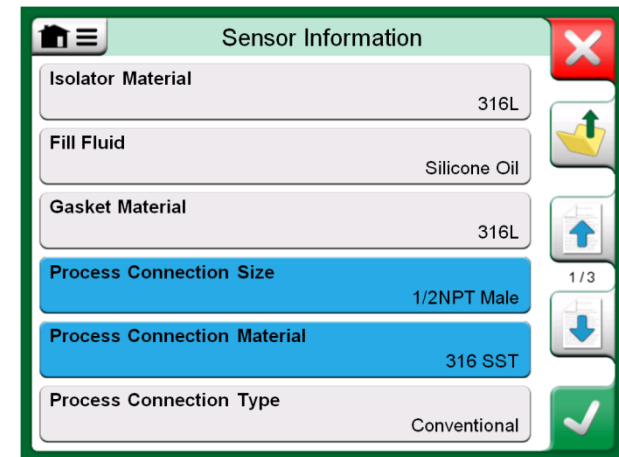 Sensor Information
Isolator Material
316L
Fill Fluid
Silicone Oil
Gasket Material
316L
Process Connection Size
1/2NPT Male
Process Connection Material
316 SST
Process Connection Type
Conventional
1/3